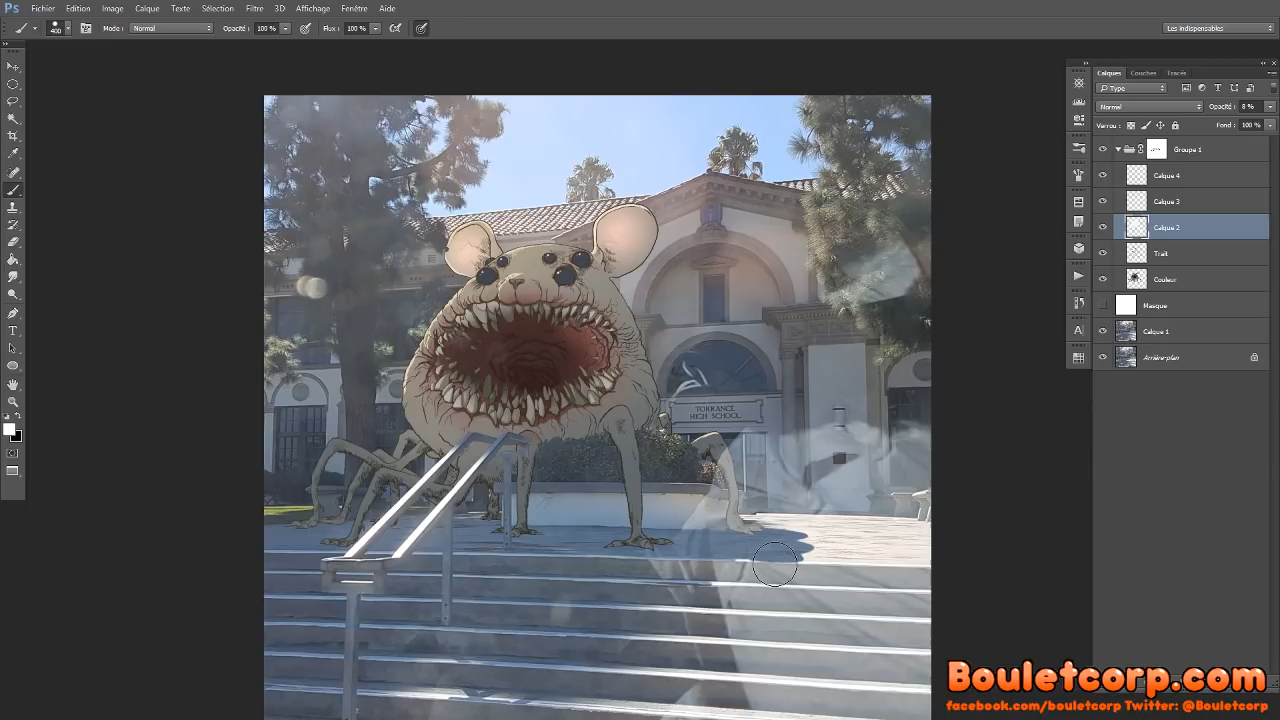 Ps Fichier Edition Image Calque Texte Sélection Filtre 3D Affichage Fenêtre Aide
400 Mode : Normal Opacité : 100 % Flux : 100 % Les indispensables
Calques Couches Tracés
Type
Normal Opacité : 8 %
Verrou : Fond : 100 %
Groupe 1
Calque 4
Calque 3
Calque 2
Trait
Couleur
Masque
Calque 1
Arrière-plan
TORRANCE
HIGH SCHOOL
Bouletcorp.com
facebook.com/bouletcorp Twitter: @Bouletcorp